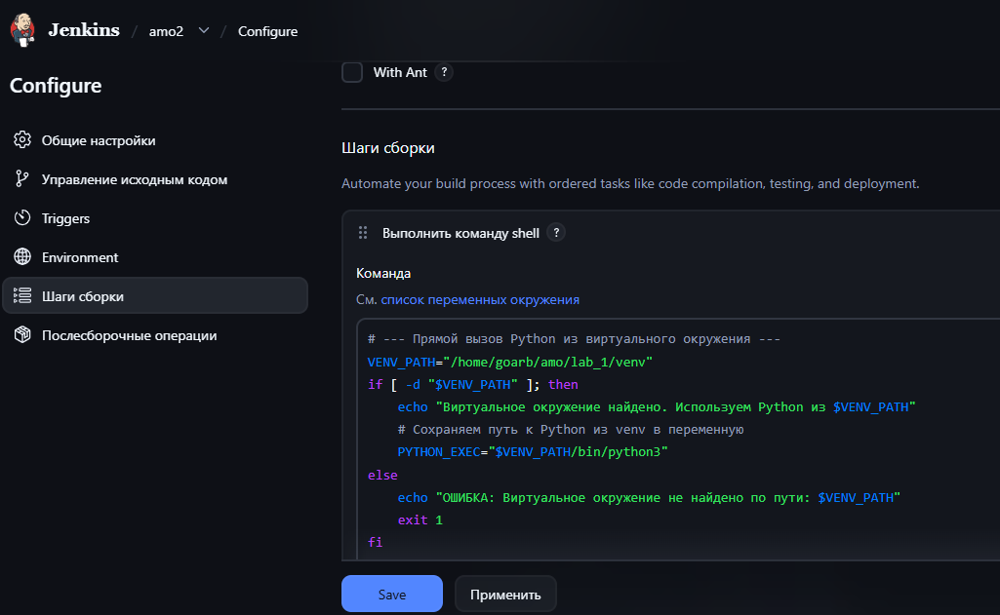 Jenkins / amo2 / Configure
Configure
Общие настройки
Управление исходным кодом
Triggers
Environment
Шаги сборки
Послесборочные операции
With Ant ?
Шаги сборки
Automate your build process with ordered tasks like code compilation, testing, and deployment.
Выполнить команду shell ?
Команда
См. список переменных окружения
# --- Прямой вызов Python из виртуального окружения ---
VENV_PATH="/home/goarb/amo/lab_1/venv"
if [ -d "$VENV_PATH" ]; then
    echo "Виртуальное окружение найдено. Используем Python из $VENV_PATH"
    # Сохраняем путь к Python из venv в переменную
    PYTHON_EXEC="$VENV_PATH/bin/python3"
else
    echo "ОШИБКА: Виртуальное окружение не найдено по пути: $VENV_PATH"
    exit 1
fi
Save
Применить